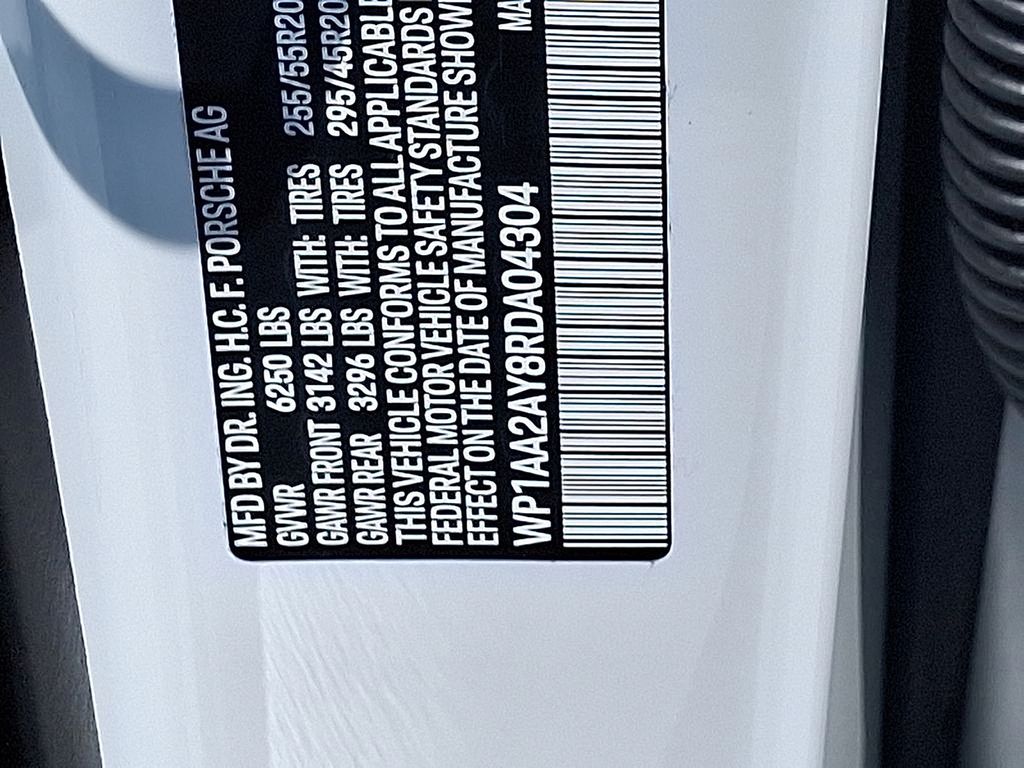 MFD BY DR. ING. H.C. F. PORSCHE AG
GVWR 6250 LBS
GAWR FRONT 3142 LBS WITH: TIRES 255/55R20
GAWR REAR 3296 LBS WITH: TIRES 295/45R20
THIS VEHICLE CONFORMS TO ALL APPLICABLE
FEDERAL MOTOR VEHICLE SAFETY STANDARDS
EFFECT ON THE DATE OF MANUFACTURE SHOWN
WP1AA2AY8RDA04304 MA